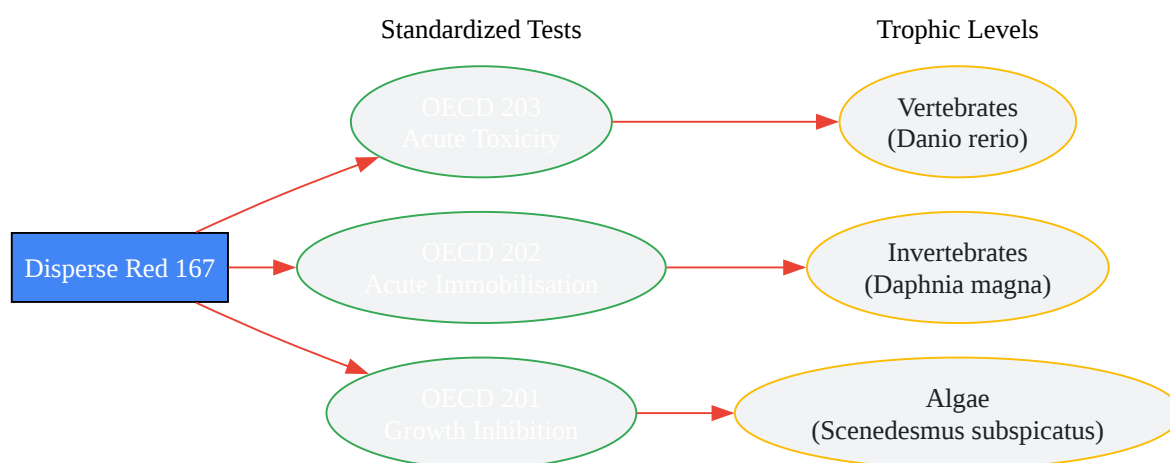 Standardized Tests
Trophic Levels
OECD 203
Acute Toxicity
Vertebrates
(Danio rerio)
Disperse Red 167
OECD 202
Acute Immobilisation
Invertebrates
(Daphnia magna)
OECD 201
Growth Inhibition
Algae
(Scenedesmus subspicatus)